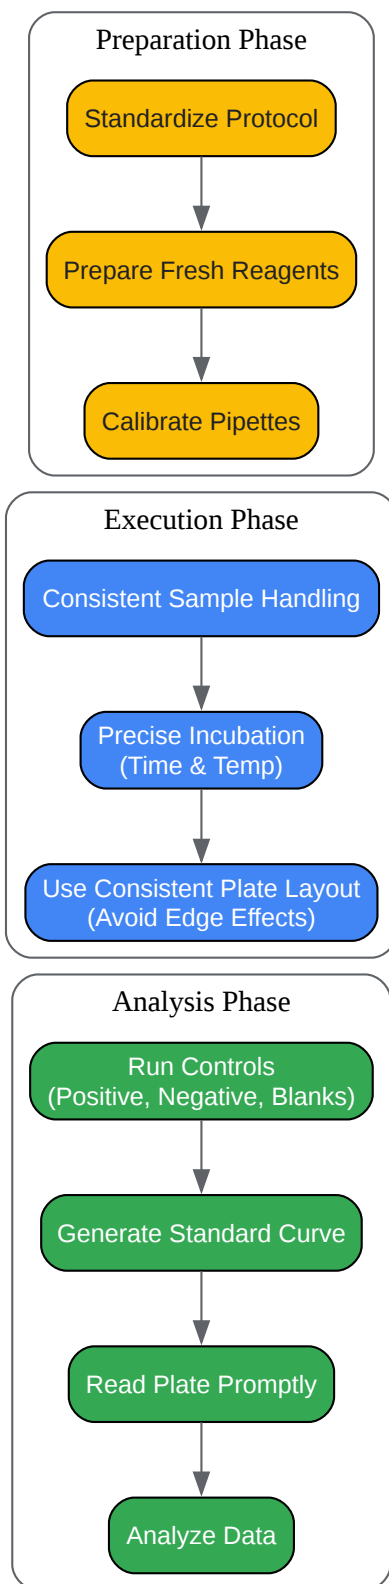 Preparation Phase
Standardize Protocol
Prepare Fresh Reagents
Calibrate Pipettes
Execution Phase
Consistent Sample Handling
Precise Incubation
(Time & Temp)
Use Consistent Plate Layout
(Avoid Edge Effects)
Analysis Phase
Run Controls
(Positive, Negative, Blanks)
Generate Standard Curve
Read Plate Promptly
Analyze Data